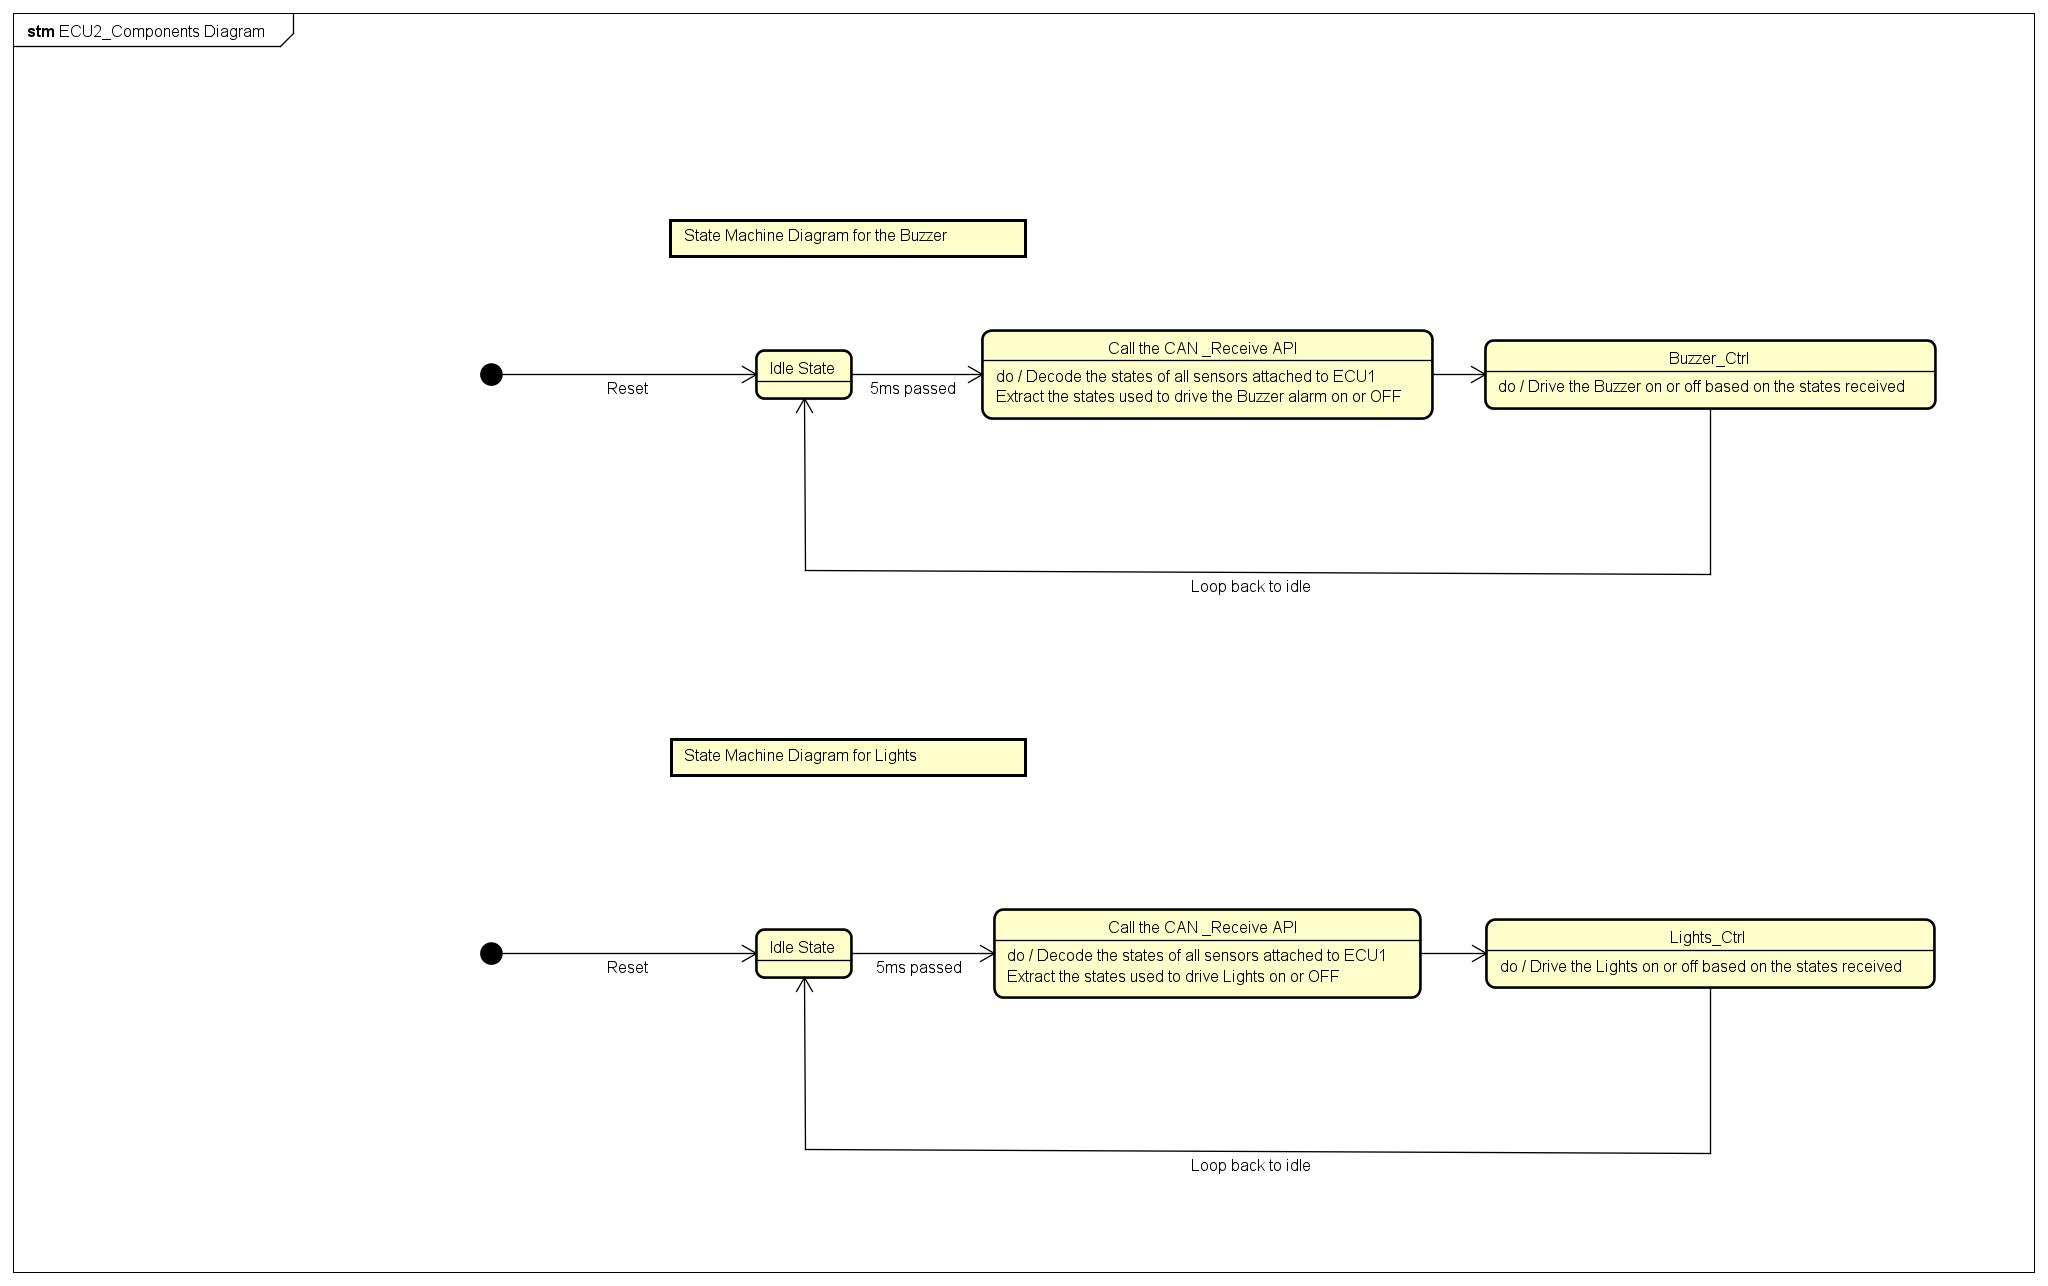 stm ECU2_Components Diagram
State Machine Diagram for the Buzzer
Reset
Idle State
5ms passed
Call the CAN _Receive API
do / Decode the states of all sensors attached to ECU1
Extract the states used to drive the Buzzer alarm on or OFF
Buzzer_Ctrl
do / Drive the Buzzer on or off based on the states received
Loop back to idle
State Machine Diagram for Lights
Reset
Idle State
5ms passed
Call the CAN _Receive API
do / Decode the states of all sensors attached to ECU1
Extract the states used to drive Lights on or OFF
Lights_Ctrl
do / Drive the Lights on or off based on the states received
Loop back to idle